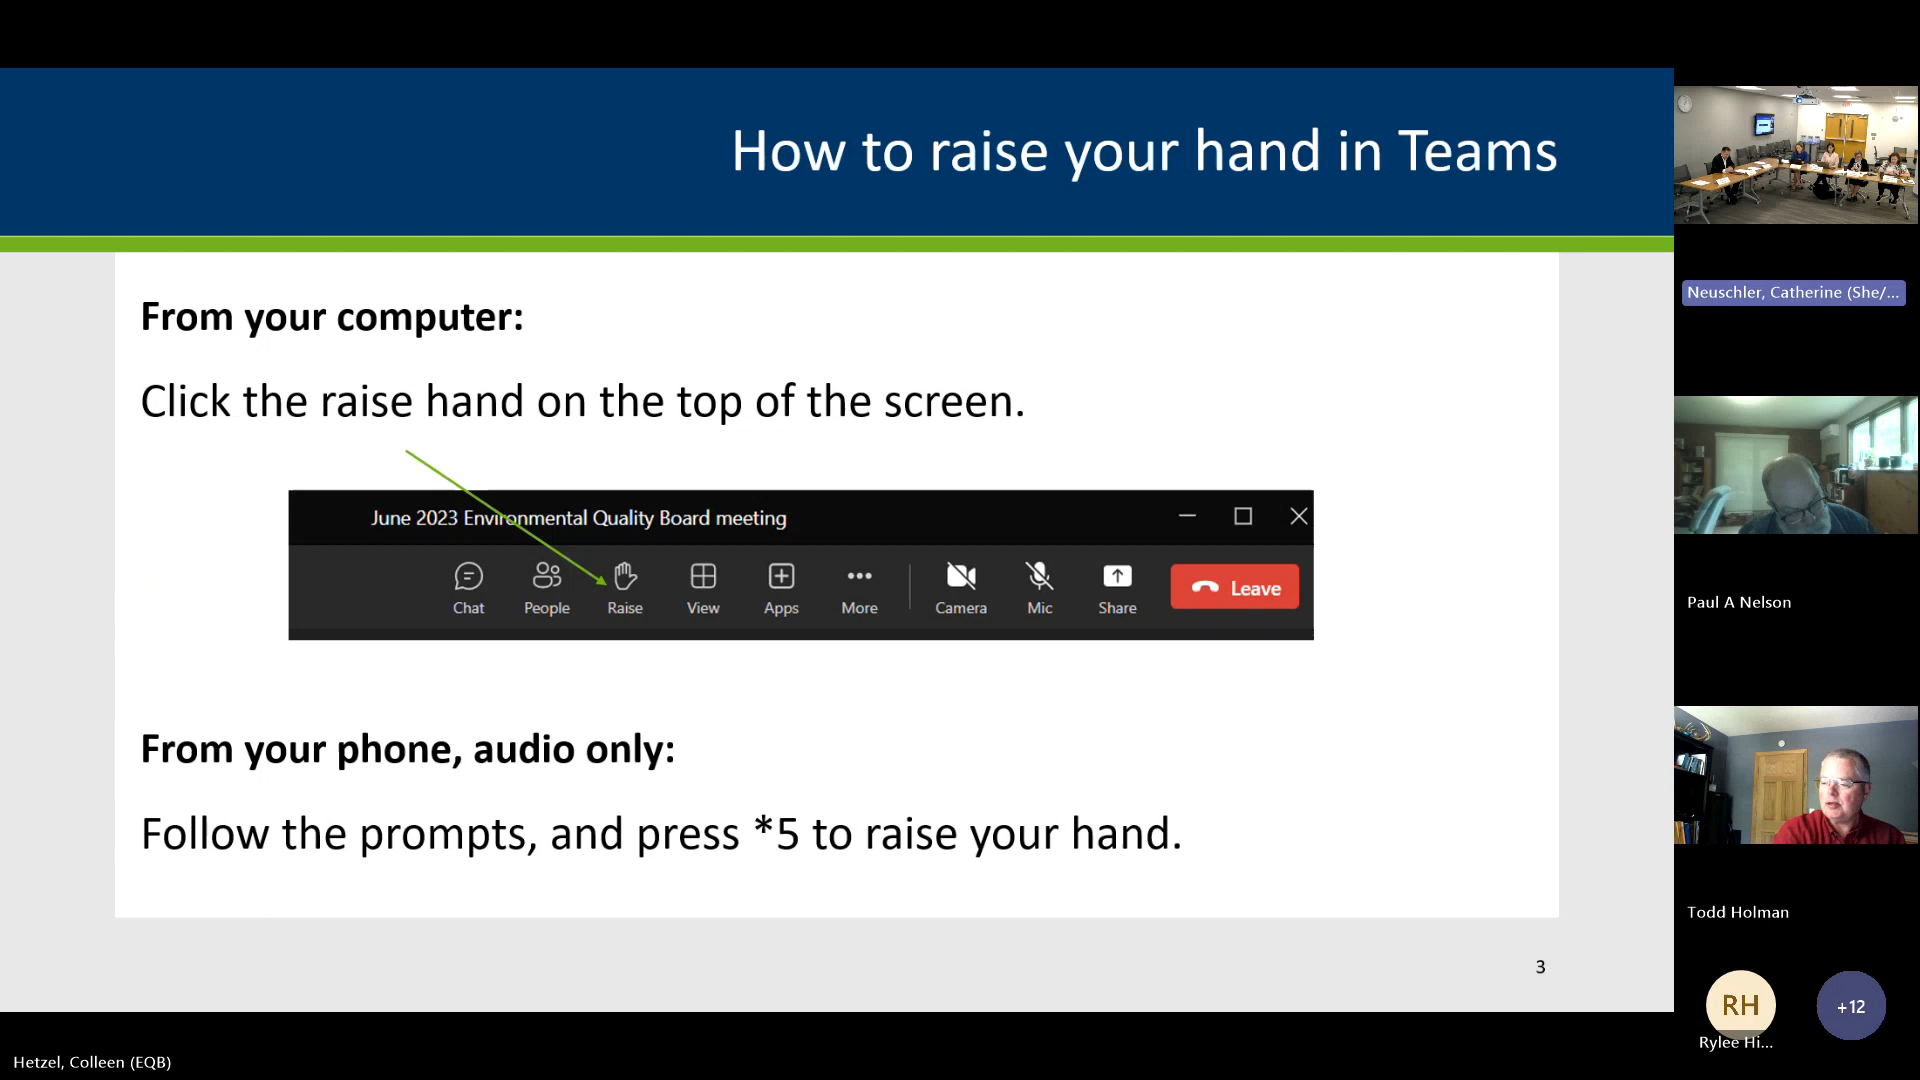 How to raise your hand in Teams
From your computer:
Click the raise hand on the top of the screen.
June 2023 Environmental Quality Board meeting
Chat People Raise View Apps More Camera Mic Share Leave
From your phone, audio only:
Follow the prompts, and press *5 to raise your hand.
3
Neuschler, Catherine (She/...
Paul A Nelson
Todd Holman
RH
+12
Rylee Hi...
Hetzel, Colleen (EQB)